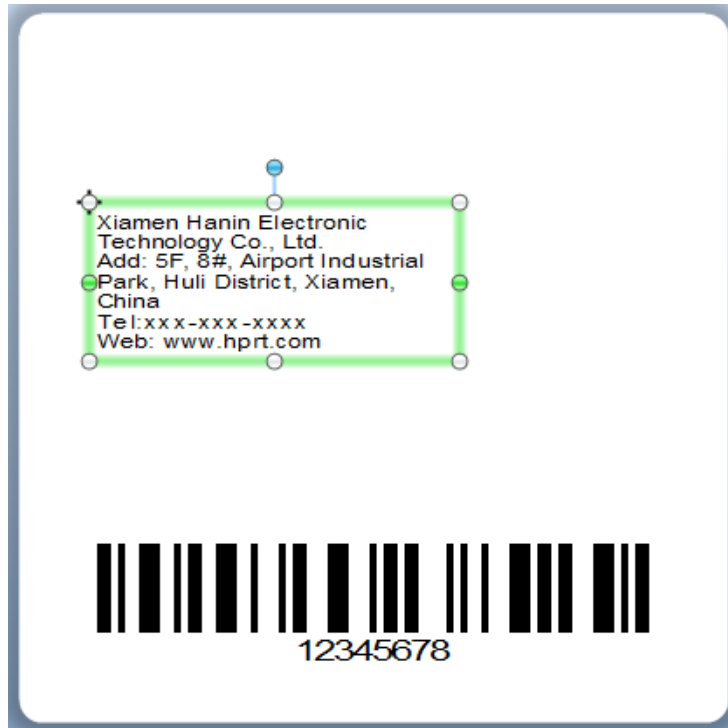 Xiamen Hanin Electronic
Technology Co., Ltd.
Add: 5F, 8#, Airport Industrial
Park, Huli District, Xiamen,
China
Tel:xxx-xxx-xxxx
Web: www.hprt.com
12345678